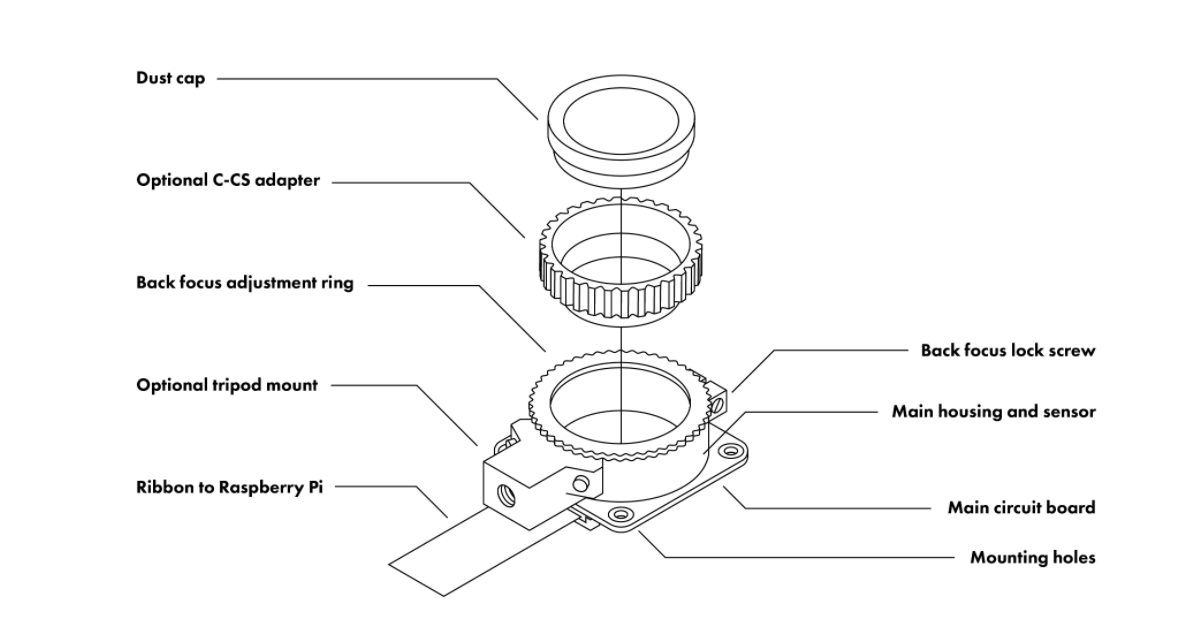 Dust cap
Optional C-CS adapter
Back focus adjustment ring
Optional tripod mount
Ribbon to Raspberry Pi
Back focus lock screw
Main housing and sensor
Main circuit board
Mounting holes